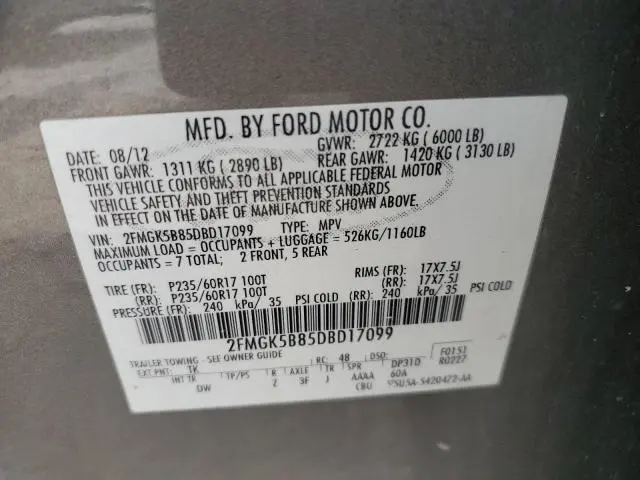 MFD. BY FORD MOTOR CO.
DATE: 08/12 GVWR: 2722 KG ( 6000 LB)
FRONT GAWR: 1311 KG ( 2890 LB) REAR GAWR: 1420 KG ( 3130 LB)
THIS VEHICLE CONFORMS TO ALL APPLICABLE FEDERAL MOTOR
VEHICLE SAFETY AND THEFT PREVENTION STANDARDS
IN EFFECT ON THE DATE OF MANUFACTURE SHOWN ABOVE.
VIN: 2FMGK5B85DBD17099 TYPE: MPV
MAXIMUM LOAD = OCCUPANTS + LUGGAGE = 526KG/1160LB
OCCUPANTS = 7 TOTAL; 2 FRONT, 5 REAR
TIRE (FR): P235/60R17 100T RIMS (FR): 17X7.5J
(RR): P235/60R17 100T (RR): 17X7.5J
PRESSURE (FR): 240 kPa/ 35 PSI COLD (RR): 240 kPa/ 35 PSI COLD
2FMGK5B85DBD17099
TRAILER TOWING - SEE OWNER GUIDE RC: 48 DSO: F0151
EXT PNT: TK DP31D R0227
INT TR TP/PS R AXLE TR SPR 60A
DW Z 3F J AAAA
CBU 5U5A-5420472-AA